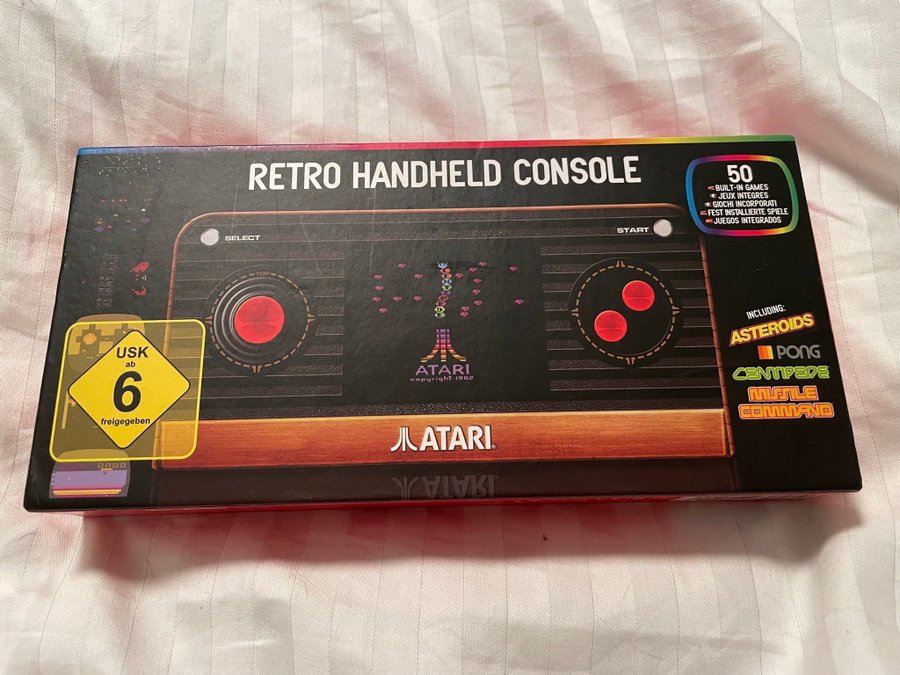 RETRO HANDHELD CONSOLE
50
BUILT-IN GAMES
JEUX INTEGRES
GIOCHI INCORPORATI
FEST INSTALLIERTE SPIELE
JUEGOS INTEGRADOS
SELECT
START
TOP
INCLUDING:
ASTEROIDS
PONG
CENTIPEDE
MISSILE
COMMAND
ATARI
copyright 1982
USK
ab
6
freigegeben
ATARI